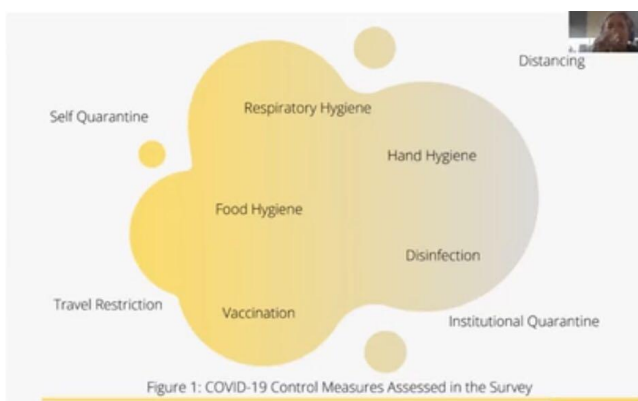 Distancing
Respiratory Hygiene
Self Quarantine
Hand Hygiene
Food Hygiene
Disinfection
Travel Restriction
Vaccination
Institutional Quarantine
Figure 1: COVID-19 Control Measures Assessed in the Survey